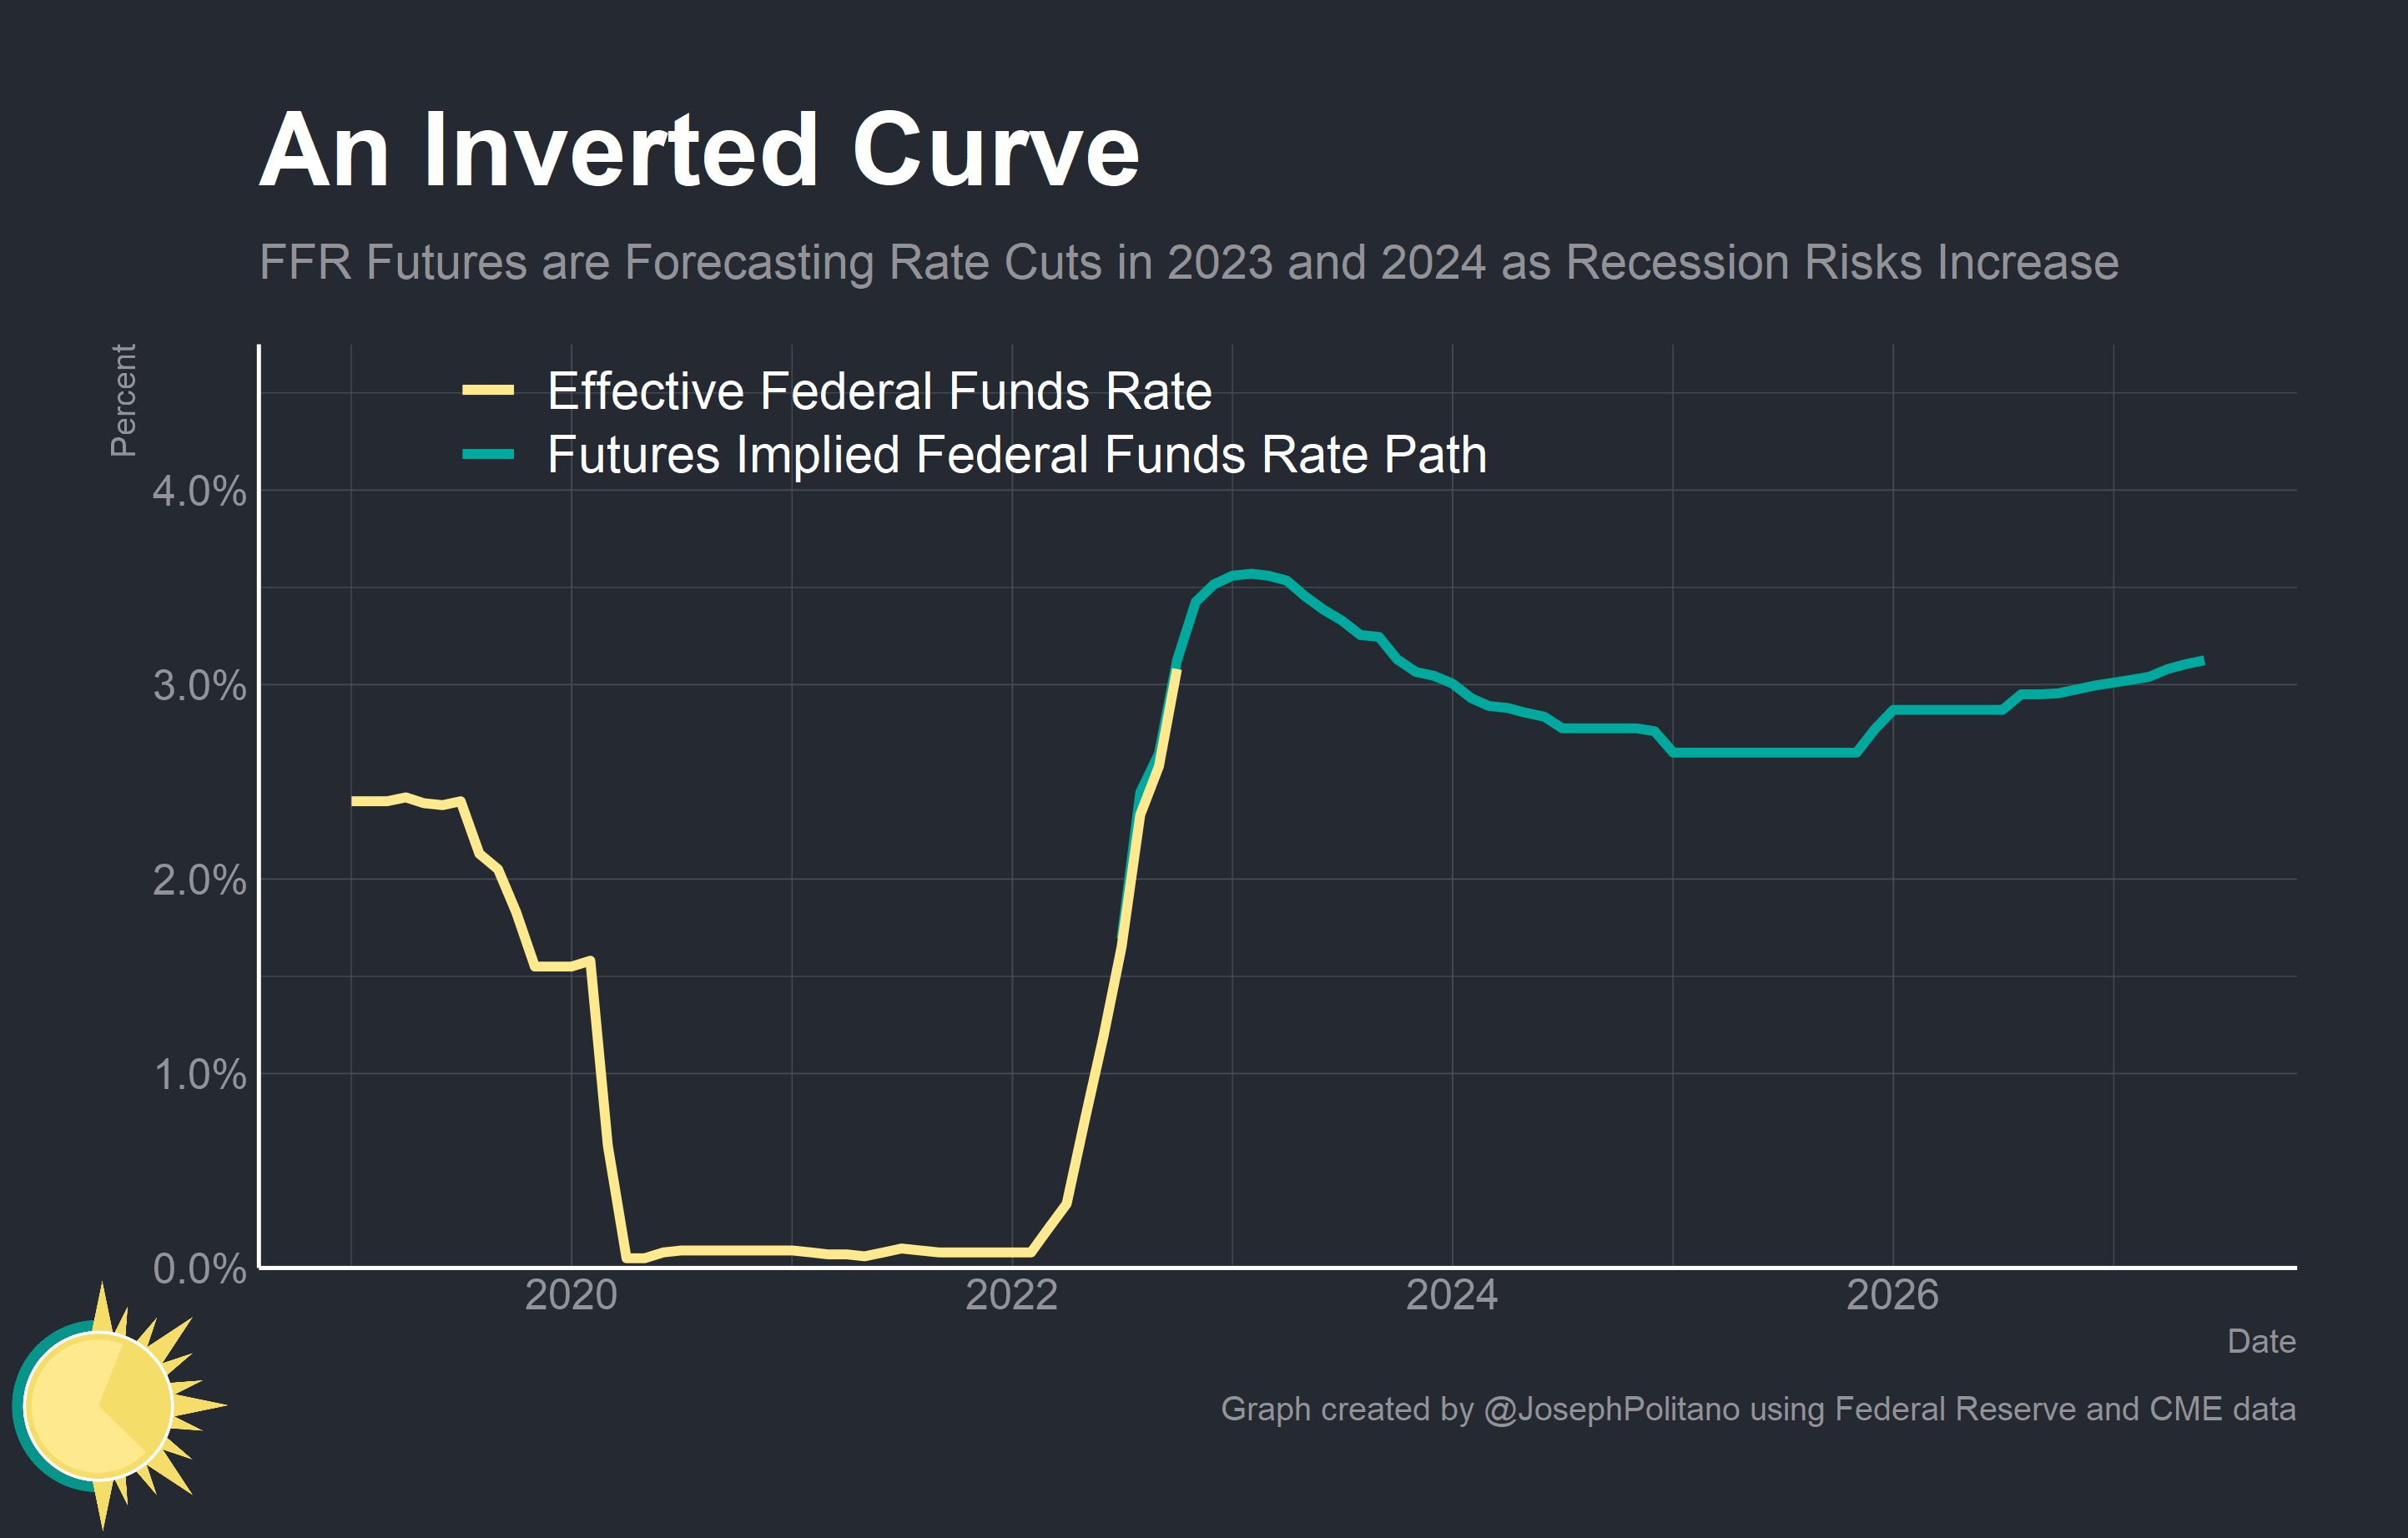 An Inverted Curve
FFR Futures are Forecasting Rate Cuts in 2023 and 2024 as Recession Risks Increase
Percent
Effective Federal Funds Rate
Futures Implied Federal Funds Rate Path
4.0%
3.0%
2.0%
1.0%
0.0%
2020
2022
2024
2026
Date
Graph created by @JosephPolitano using Federal Reserve and CME data